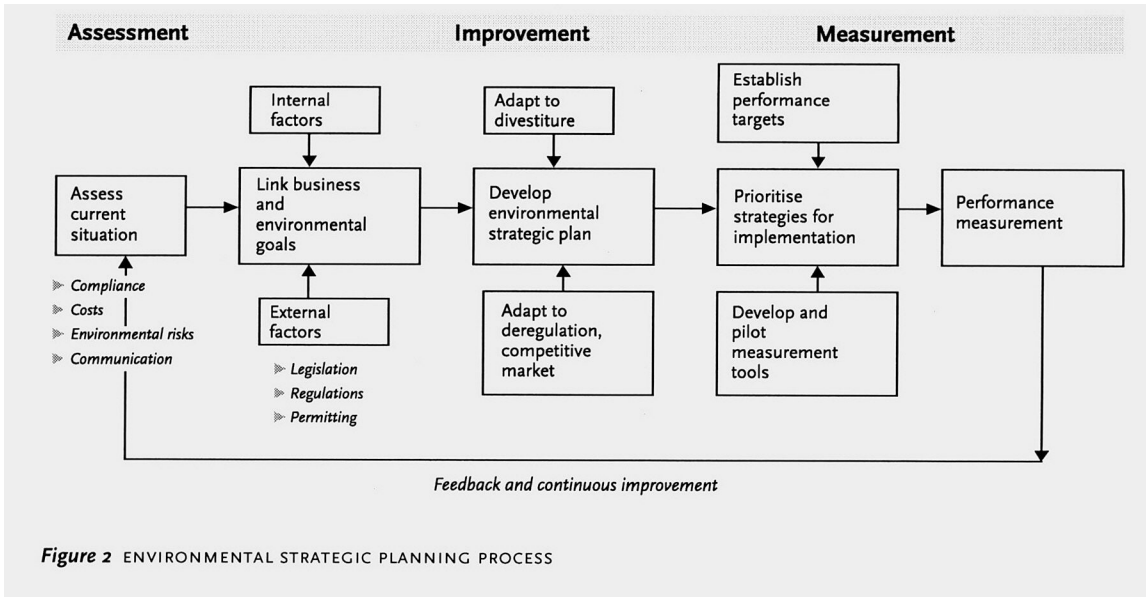 Assessment
Improvement
Measurement
Internal
factors
Adapt to
divestiture
Establish
performance
targets
Assess
current
situation
Link business
and
environmental
goals
Develop
environmental
strategic plan
Prioritise
strategies for
implementation
Performance
measurement
Compliance
Costs
Environmental risks
Communication
External
factors
Legislation
Regulations
Permitting
Adapt to
deregulation,
competitive
market
Develop and
pilot
measurement
tools
Feedback and continuous improvement
Figure 2 ENVIRONMENTAL STRATEGIC PLANNING PROCESS